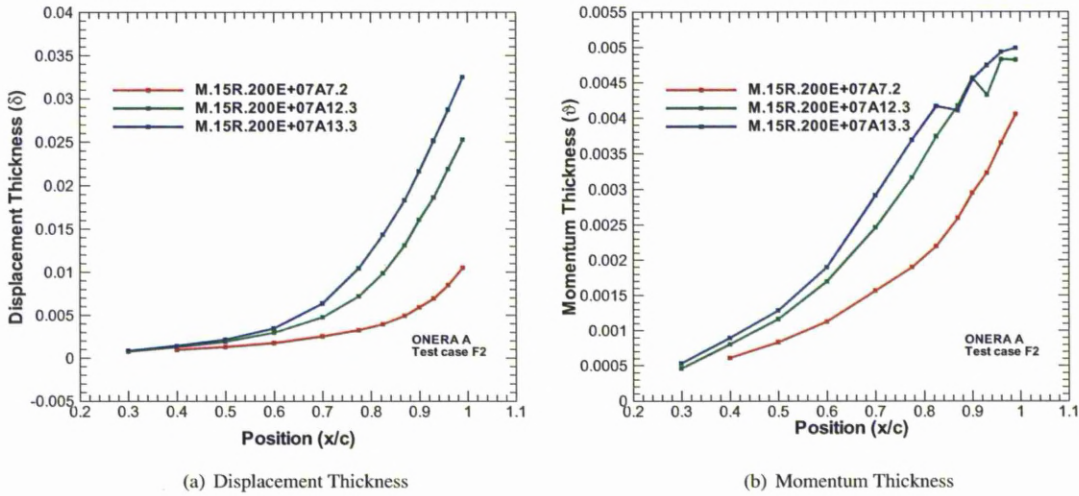 0.04
0.035
0.03
0.025
0.02
0.015
0.01
0.005
0
-0.005
Displacement Thickness (δ)
M.15R.200E+07A7.2
M.15R.200E+07A12.3
M.15R.200E+07A13.3
ONERA A
Test case F2
0.2 0.3 0.4 0.5 0.6 0.7 0.8 0.9 1 1.1
Position (x/c)
(a) Displacement Thickness
0.0055
0.005
0.0045
0.004
0.0035
0.003
0.0025
0.002
0.0015
0.001
0.0005
0
Momentum Thickness (ϑ)
M.15R.200E+07A7.2
M.15R.200E+07A12.3
M.15R.200E+07A13.3
ONERA A
Test case F2
0.2 0.3 0.4 0.5 0.6 0.7 0.8 0.9 1 1.1
Position (x/c)
(b) Momentum Thickness